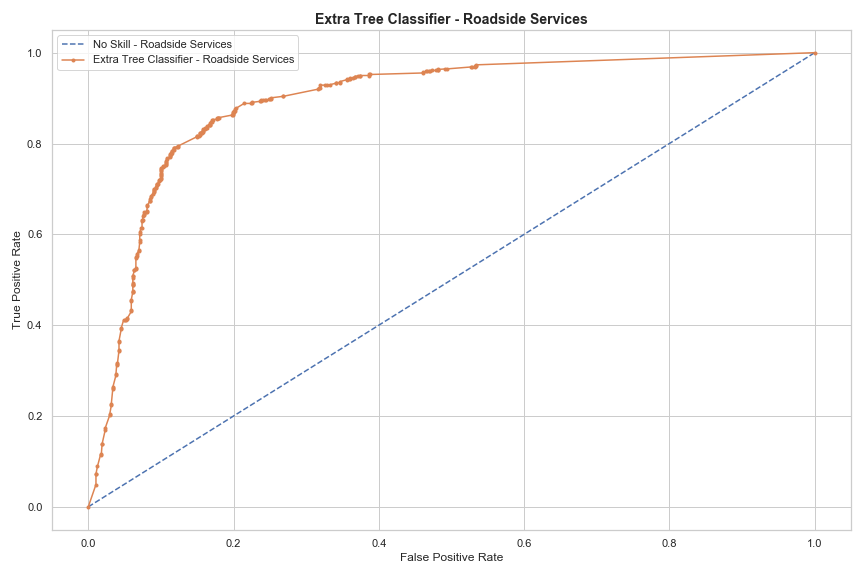 Extra Tree Classifier - Roadside Services
No Skill - Roadside Services
Extra Tree Classifier - Roadside Services
1.0
0.8
0.6
0.4
0.2
0.0
True Positive Rate
0.0 0.2 0.4 0.6 0.8 1.0
False Positive Rate